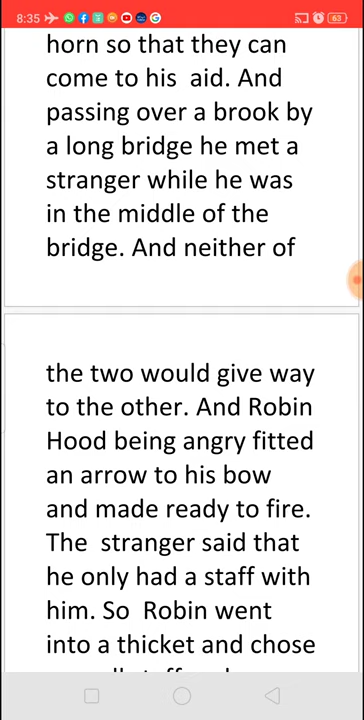 8:35
63
horn so that they can
come to his  aid. And
passing over a brook by
a long bridge he met a
stranger while he was
in the middle of the
bridge. And neither of
the two would give way
to the other. And Robin
Hood being angry fitted
an arrow to his bow
and made ready to fire.
The  stranger said that
he only had a staff with
him. So  Robin went
into a thicket and chose